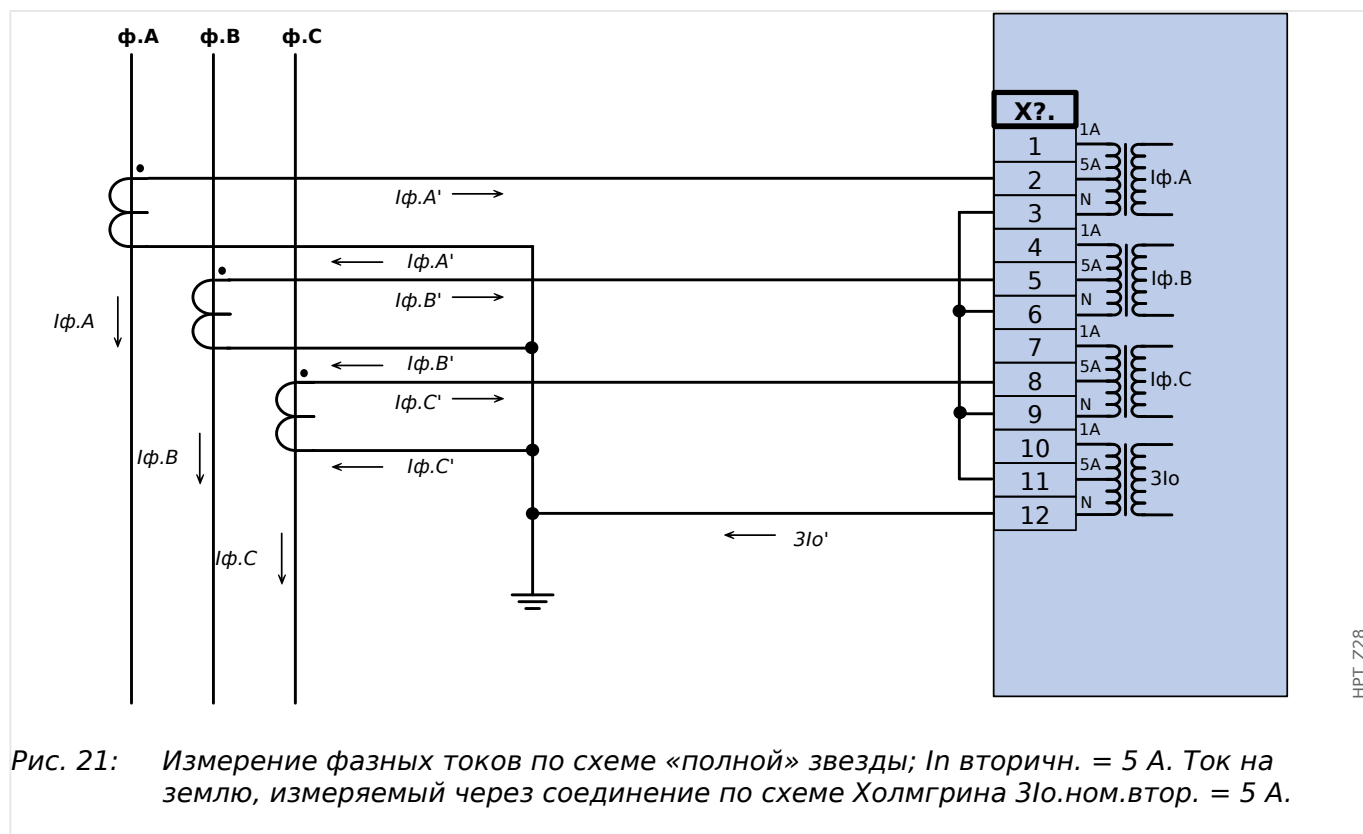 ф.A ф.B ф.C
X?.
1
2
3
4
5
6
7
8
9
10
11
12
1A
5A
N
Iф.A
1A
5A
N
Iф.B
1A
5A
N
Iф.C
1A
5A
N
3Io
Iф.A'
Iф.A'
Iф.B'
Iф.A
Iф.B'
Iф.C'
Iф.B
Iф.C'
3Io'
Iф.C
HPT_Z28
Рис. 21: Измерение фазных токов по схеме «полной» звезды; In вторичн. = 5 А. Ток на
землю, измеряемый через соединение по схеме Холмгрина 3Io.ном.втор. = 5 А.